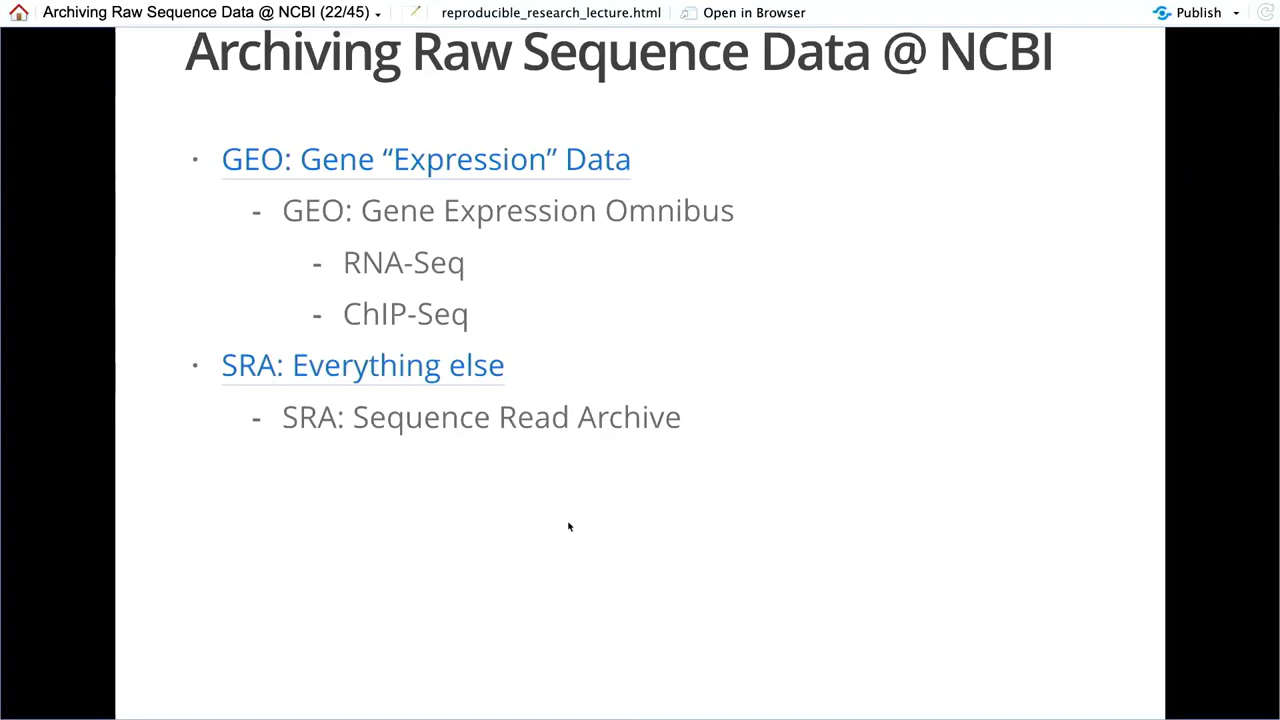 Archiving Raw Sequence Data @ NCBI (22/45) reproducible_research_lecture.html Open in Browser Publish
Archiving Raw Sequence Data @ NCBI
· GEO: Gene “Expression” Data
- GEO: Gene Expression Omnibus
- RNA-Seq
- ChIP-Seq
· SRA: Everything else
- SRA: Sequence Read Archive